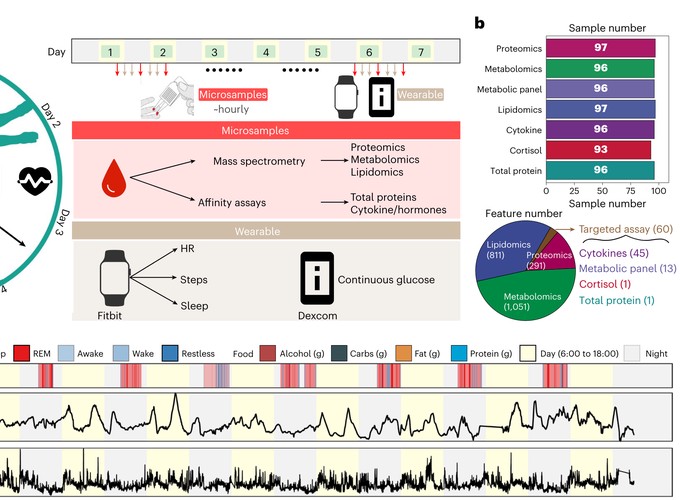 b
Day
1
2
3
4
5
6
7
Day 2
Day 3
4
Microsamples
~hourly
Wearable
Microsamples
Mass spectrometry
Proteomics
Metabolomics
Lipidomics
Affinity assays
Total proteins
Cytokine/hormones
Wearable
HR
Steps
Sleep
Fitbit
Continuous glucose
Dexcom
Sample number
Proteomics 97
Metabolomics 96
Metabolic panel 96
Lipidomics 97
Cytokine 96
Cortisol 93
Total protein 96
0 25 50 75 100
Sample number
Feature number
Lipidomics
(811)
Proteomics
(291)
Metabolomics
(1,051)
Targeted assay (60)
Cytokines (45)
Metabolic panel (13)
Cortisol (1)
Total protein (1)
p REM Awake Wake Restless Food Alcohol (g) Carbs (g) Fat (g) Protein (g) Day (6:00 to 18:00) Night